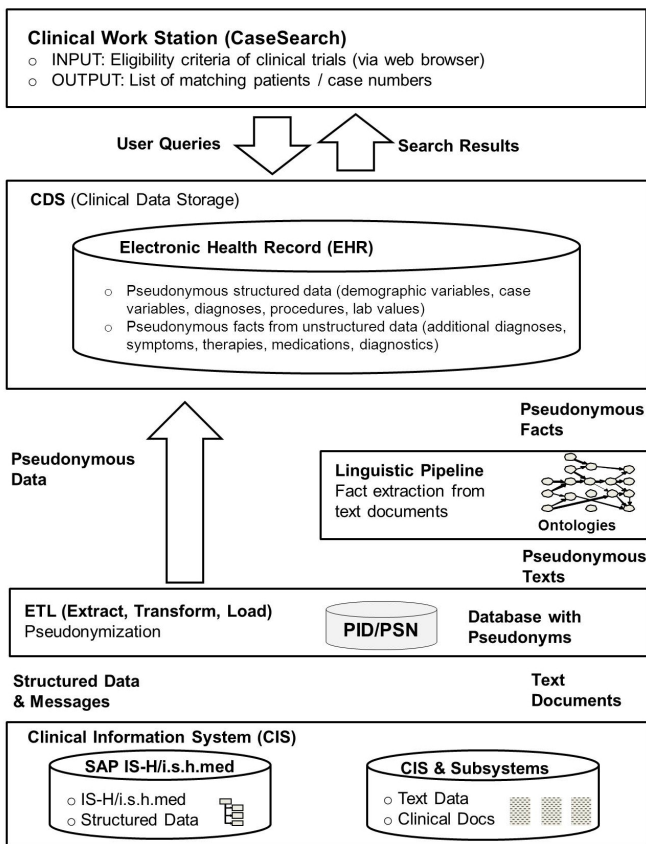 Clinical Work Station (CaseSearch)
○ INPUT: Eligibility criteria of clinical trials (via web browser)
○ OUTPUT: List of matching patients / case numbers
User Queries
Search Results
CDS (Clinical Data Storage)
Electronic Health Record (EHR)
○ Pseudonymous structured data (demographic variables, case
variables, diagnoses, procedures, lab values)
○ Pseudonymous facts from unstructured data (additional diagnoses,
symptoms, therapies, medications, diagnostics)
Pseudonymous
Facts
Pseudonymous
Data
Linguistic Pipeline
Fact extraction from
text documents
Ontologies
Pseudonymous
Texts
ETL (Extract, Transform, Load)
Pseudonymization
PID/PSN
Database with
Pseudonyms
Structured Data
& Messages
Text
Documents
Clinical Information System (CIS)
SAP IS-H/i.s.h.med
○ IS-H/i.s.h.med
○ Structured Data
CIS & Subsystems
○ Text Data
○ Clinical Docs